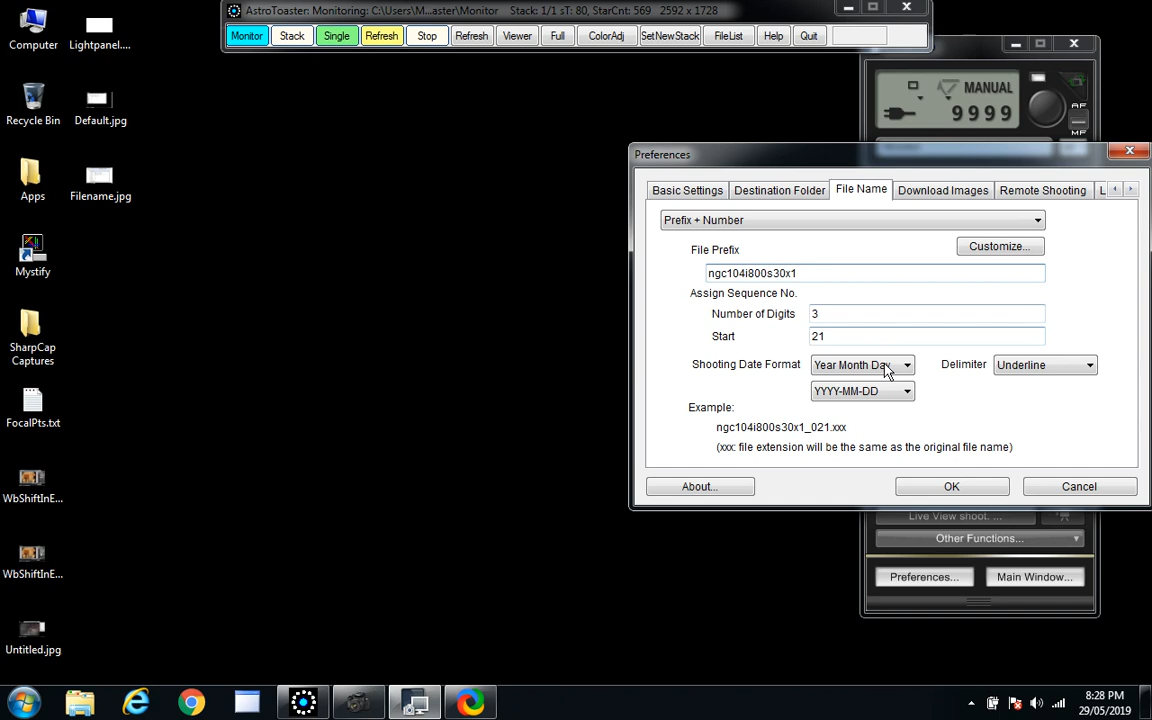 AstroToaster: Monitoring: C:\Users\M...aster\Monitor Stack: 1/1 sT: 80, StarCnt: 569 2592 x 1728
Monitor Stack Single Refresh Stop Refresh Viewer Full ColorAdj SetNewStack FileList Help Quit
Computer
Lightpanel....
Recycle Bin
Default.jpg
Apps
Filename.jpg
Mystify
SharpCap
Captures
FocalPts.txt
WbShiftInE...
WbShiftInE...
Untitled.jpg
MANUAL
9999
AF
MF
Preferences
Basic Settings Destination Folder File Name Download Images Remote Shooting L
Prefix + Number
File Prefix Customize...
ngc104i800s30x1
Assign Sequence No.
Number of Digits 3
Start 21
Shooting Date Format Year Month Day Delimiter Underline
YYYY-MM-DD
Example:
ngc104i800s30x1_021.xxx
(xxx: file extension will be the same as the original file name)
About... OK Cancel
Live View shoot. ...
Other Functions...
Preferences... Main Window...
8:28 PM
29/05/2019